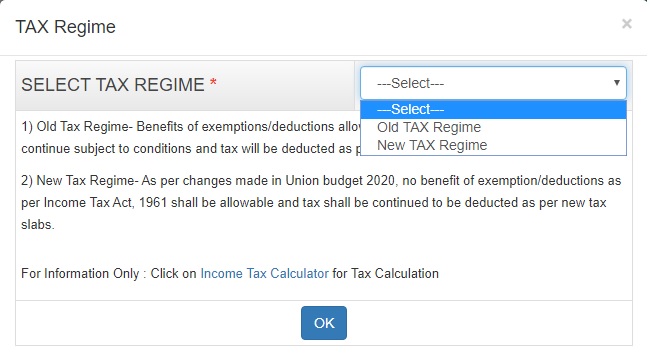 TAX Regime ×
SELECT TAX REGIME * ---Select---
---Select---
Old TAX Regime
New TAX Regime
1) Old Tax Regime- Benefits of exemptions/deductions
continue subject to conditions and tax will be deducted as
2) New Tax Regime- As per changes made in Union budget 2020, no benefit of exemption/deductions as
per Income Tax Act, 1961 shall be allowable and tax shall be continued to be deducted as per new tax
slabs.
For Information Only : Click on Income Tax Calculator for Tax Calculation
OK